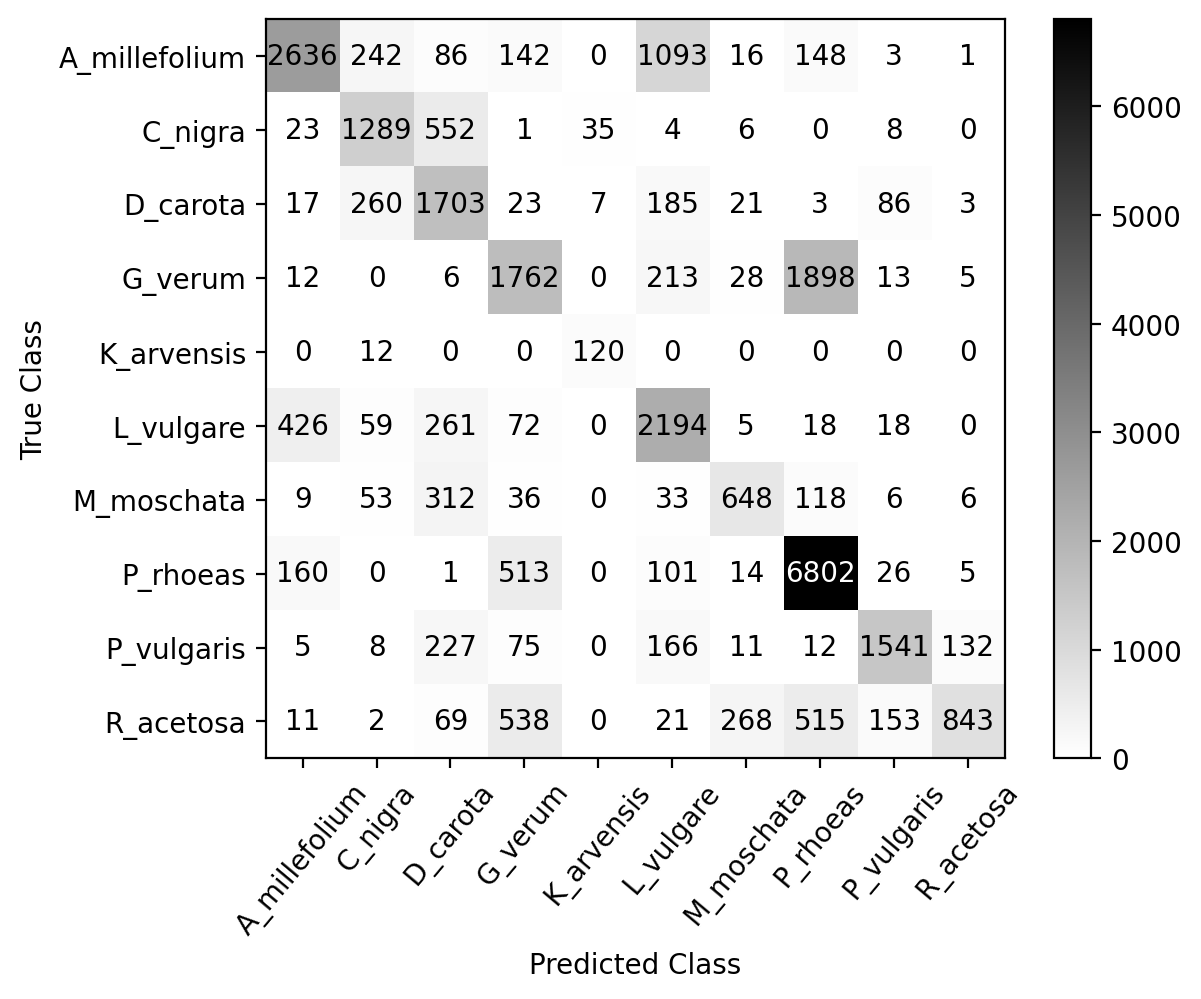 A_millefolium 2636 242 86 142 0 1093 16 148 3 1
C_nigra 23 1289 552 1 35 4 6 0 8 0
D_carota 17 260 1703 23 7 185 21 3 86 3
G_verum 12 0 6 1762 0 213 28 1898 13 5
K_arvensis 0 12 0 0 120 0 0 0 0 0
L_vulgare 426 59 261 72 0 2194 5 18 18 0
M_moschata 9 53 312 36 0 33 648 118 6 6
P_rhoeas 160 0 1 513 0 101 14 6802 26 5
P_vulgaris 5 8 227 75 0 166 11 12 1541 132
R_acetosa 11 2 69 538 0 21 268 515 153 843
True Class
A_millefolium C_nigra D_carota G_verum K_arvensis L_vulgare M_moschata P_rhoeas P_vulgaris R_acetosa
Predicted Class
6000
5000
4000
3000
2000
1000
0